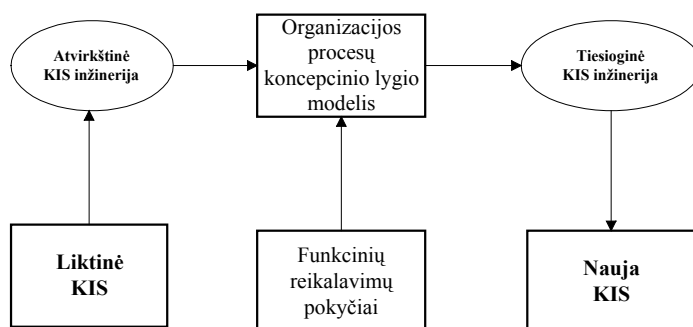 Atvirkštinė
KIS inžinerija
Organizacijos
procesų
koncepcinio lygio
modelis
Tiesioginė
KIS inžinerija
Liktinė
KIS
Funkcinių
reikalavimų
pokyčiai
Nauja
KIS